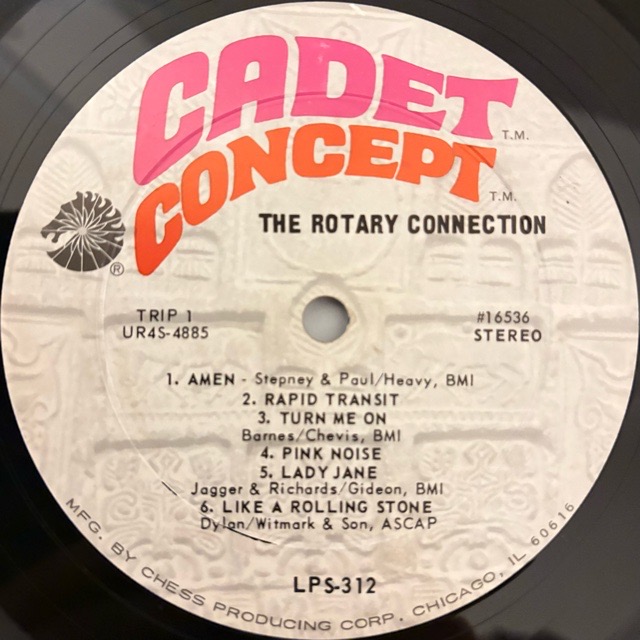 CADET T.M.
CONCEPT T.M.
THE ROTARY CONNECTION
®
TRIP 1
UR4S-4885
#16536
STEREO
1. AMEN - Stepney & Paul/Heavy, BMI
2. RAPID TRANSIT
3. TURN ME ON
Barnes/Chevis, BMI
4. PINK NOISE
5. LADY JANE
Jagger & Richards/Gideon, BMI
6. LIKE A ROLLING STONE
Dylan/Witmark & Son, ASCAP
LPS-312
MFG. BY CHESS PRODUCING CORP. CHICAGO, IL 60616